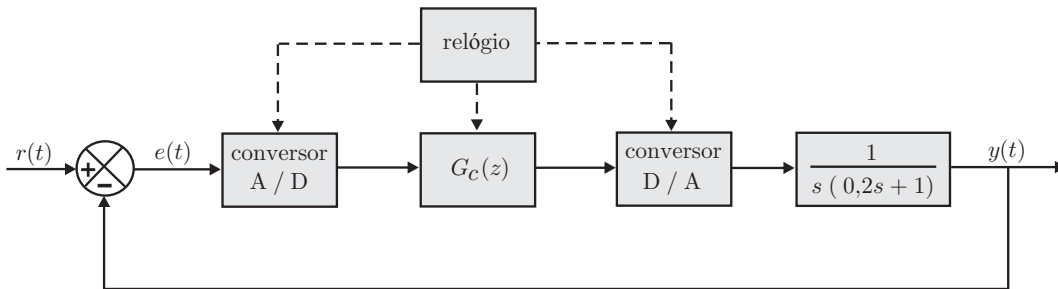 relógio
r(t)
+
−
e(t)
conversor
A / D
G_c(z)
conversor
D / A
1
s ( 0,2s + 1)
y(t)